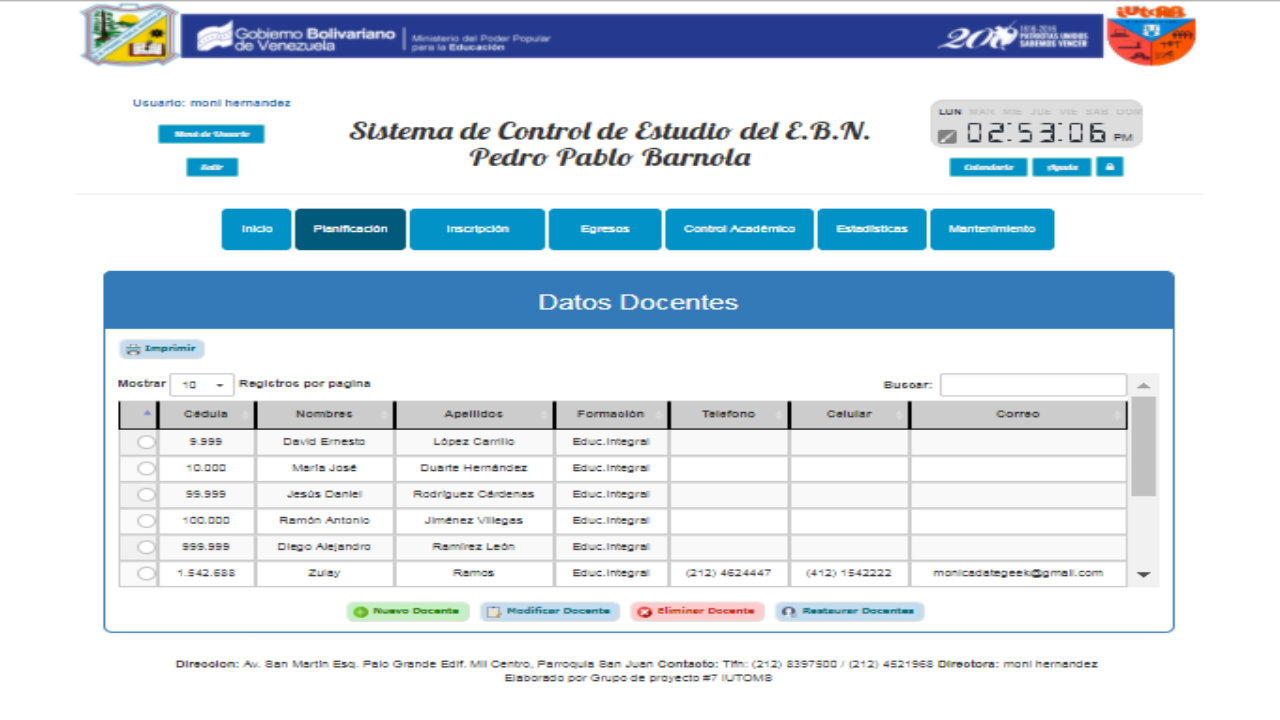 IUTOMS
Gobierno Bolivariano
de Venezuela
Ministerio del Poder Popular
para la Educación
200
1816-2016
PATRIOTAS UNIDOS
SABEMOS VENCER
Usuario: moni hernandez
Menú de Usuario
Salir
Sistema de Control de Estudio del E.B.N.
Pedro Pablo Barnola
LUN MAR MIE JUE VIE SAB DOM
02:53:06 PM
Calendario Ayuda
Inicio Planificación Inscripción Egresos Control Académico Estadísticas Mantenimiento
Datos Docentes
Imprimir
Mostrar 10 Registros por pagina Buscar:
Cédula Nombres Apellidos Formación Telefono Celular Correo
9.999 David Ernesto López Carrillo Educ.Integral
10.000 María José Duarte Hernández Educ.Integral
99.999 Jesús Daniel Rodríguez Cárdenas Educ.Integral
100.000 Ramón Antonio Jiménez Villegas Educ.Integral
999.999 Diego Alejandro Ramírez León Educ.Integral
1.542.688 Zulay Ramos Educ.Integral (212) 4624447 (412) 1542222 monicadategeek@gmail.com
Nuevo Docente Modificar Docente Eliminar Docente Restaurar Docentes
Direccion: Av. San Martin Esq. Palo Grande Edif. Mil Centro, Parroquia San Juan Contacto: Tlfn: (212) 8397500 / (212) 4521968 Directora: moni hernandez
Elaborado por Grupo de proyecto #7 IUTOMS